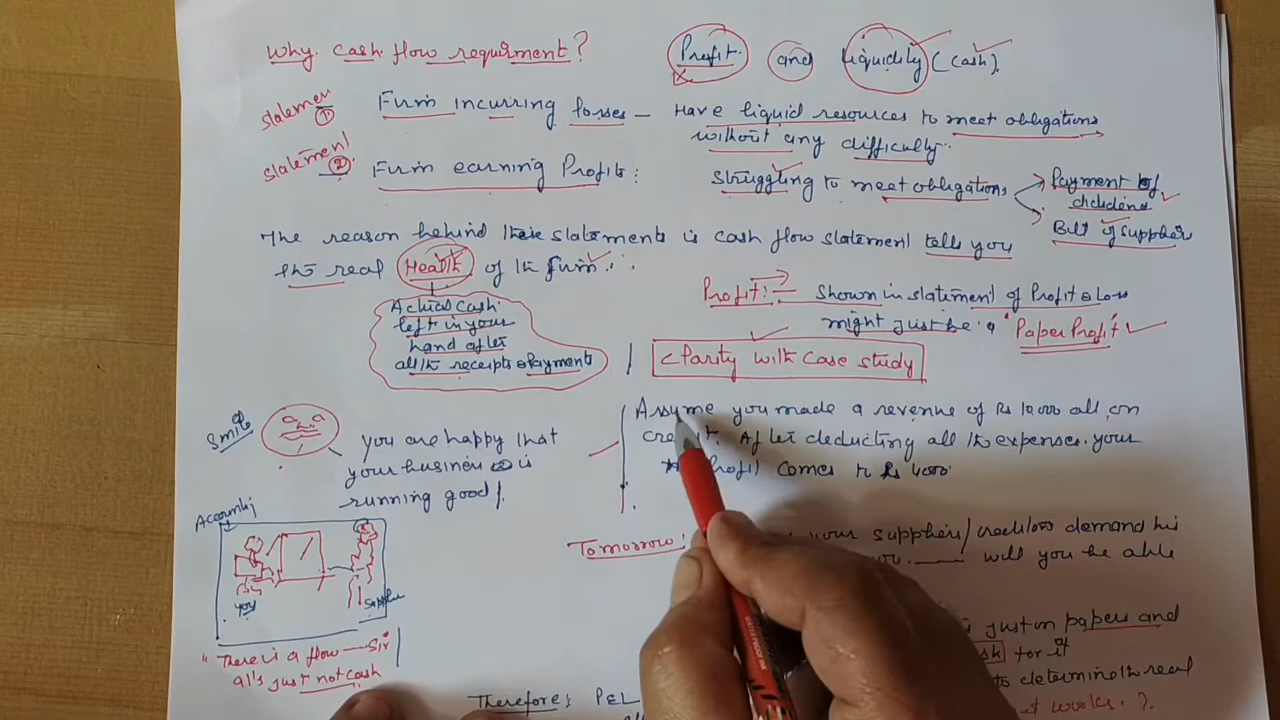 Why cash flow requirment?
Profit and liquidity (cash)
Statement ①
Firm incurring losses — Have liquid resources to meet obligations
without any difficulty.
Statement ②
Firm earning Profits: Struggling to meet obligations
Payment of
dividend
Bill of supplier
The reason behind these statements is cash flow statement tells you
the real Health of the firm.
Actual cash
left in your
hand after
all the receipts & payments
Profit:- Shown in statement of Profit & Loss
might just be a "Paper Profit"
clarity with case study
Smile
you are happy that
your business is
running good!
Assume you made a revenue of Rs 10,000 all on
After deducting all the expenses. your
Profit comes to Rs 4000.
Accounting
You
Supplier
"There is a flow — Sir
It's just not cash
Tomorrow:
your supplier/creditors demand his
will you be able
just on papers and
for it
to determine the real
works.?
Therefore; P&L